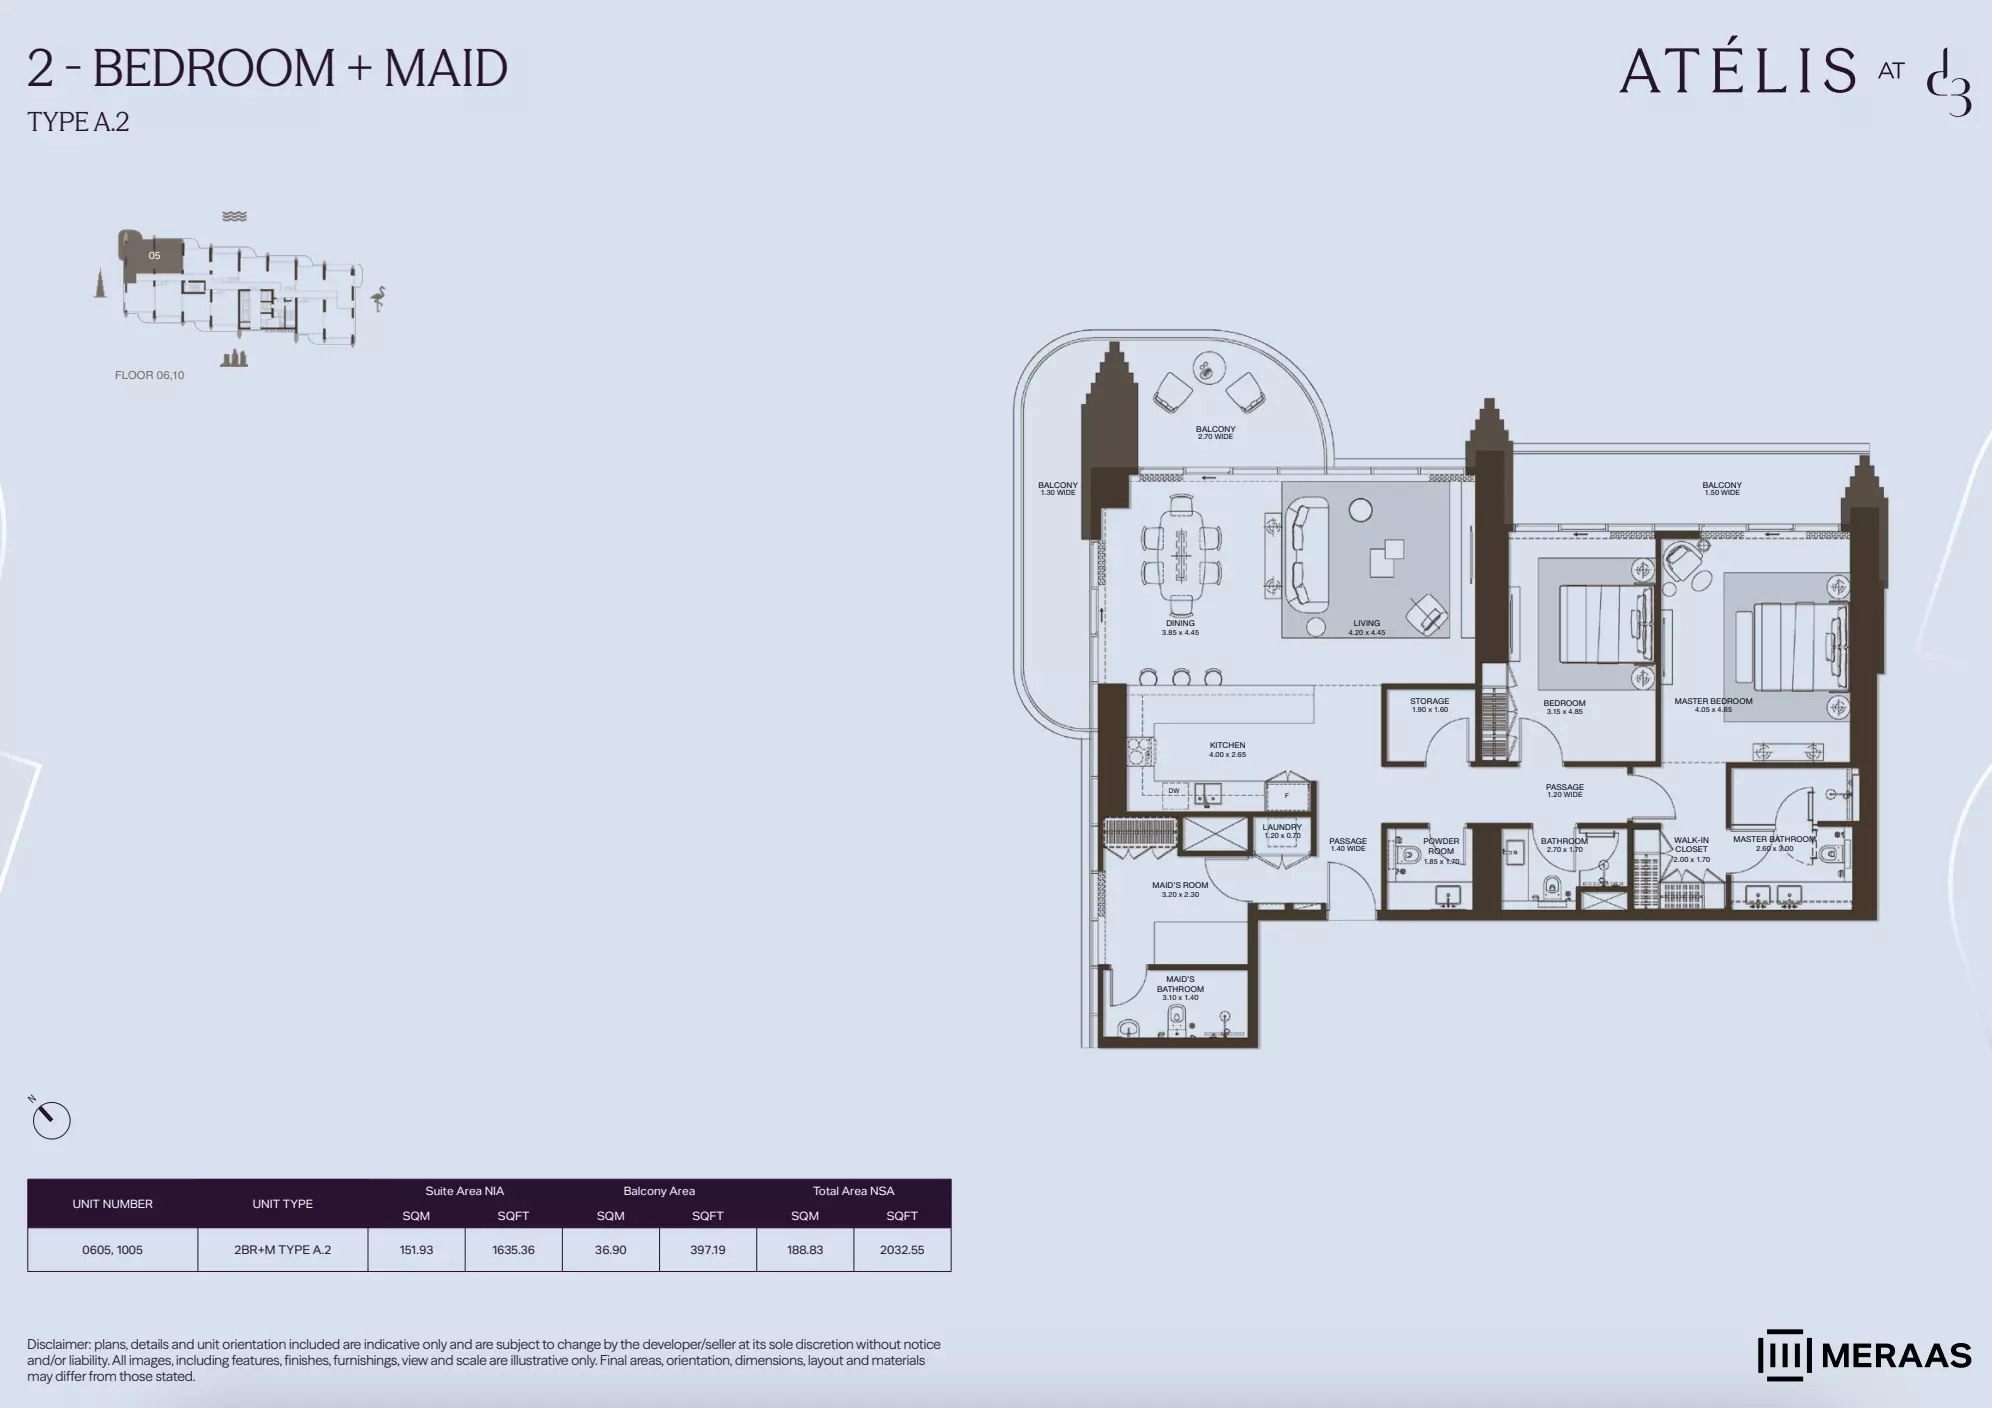 2 - BEDROOM + MAID
TYPE A.2
ATÉLIS AT d3
05
FLOOR 06,10
BALCONY
2.70 WIDE
BALCONY
1.30 WIDE
BALCONY
1.50 WIDE
DINING
3.85 x 4.45
LIVING
4.20 x 4.45
STORAGE
1.90 x 1.60
BEDROOM
3.15 x 4.85
MASTER BEDROOM
4.05 x 4.85
KITCHEN
4.00 x 2.65
DW
F
PASSAGE
1.20 WIDE
LAUNDRY
1.20 x 0.70
PASSAGE
1.40 WIDE
POWDER
ROOM
1.85 x 1.70
BATHROOM
2.70 x 1.70
WALK-IN
CLOSET
2.00 x 1.70
MASTER BATHROOM
2.60 x 3.00
MAID'S ROOM
3.20 x 2.30
MAID'S
BATHROOM
3.10 x 1.40
N
UNIT NUMBER UNIT TYPE Suite Area NIA Balcony Area Total Area NSA
SQM SQFT SQM SQFT SQM SQFT
0605, 1005 2BR+M TYPE A.2 151.93 1635.36 36.90 397.19 188.83 2032.55
Disclaimer: plans, details and unit orientation included are indicative only and are subject to change by the developer/seller at its sole discretion without notice
and/or liability. All images, including features, finishes, furnishings, view and scale are illustrative only. Final areas, orientation, dimensions, layout and materials
may differ from those stated.
MERAAS